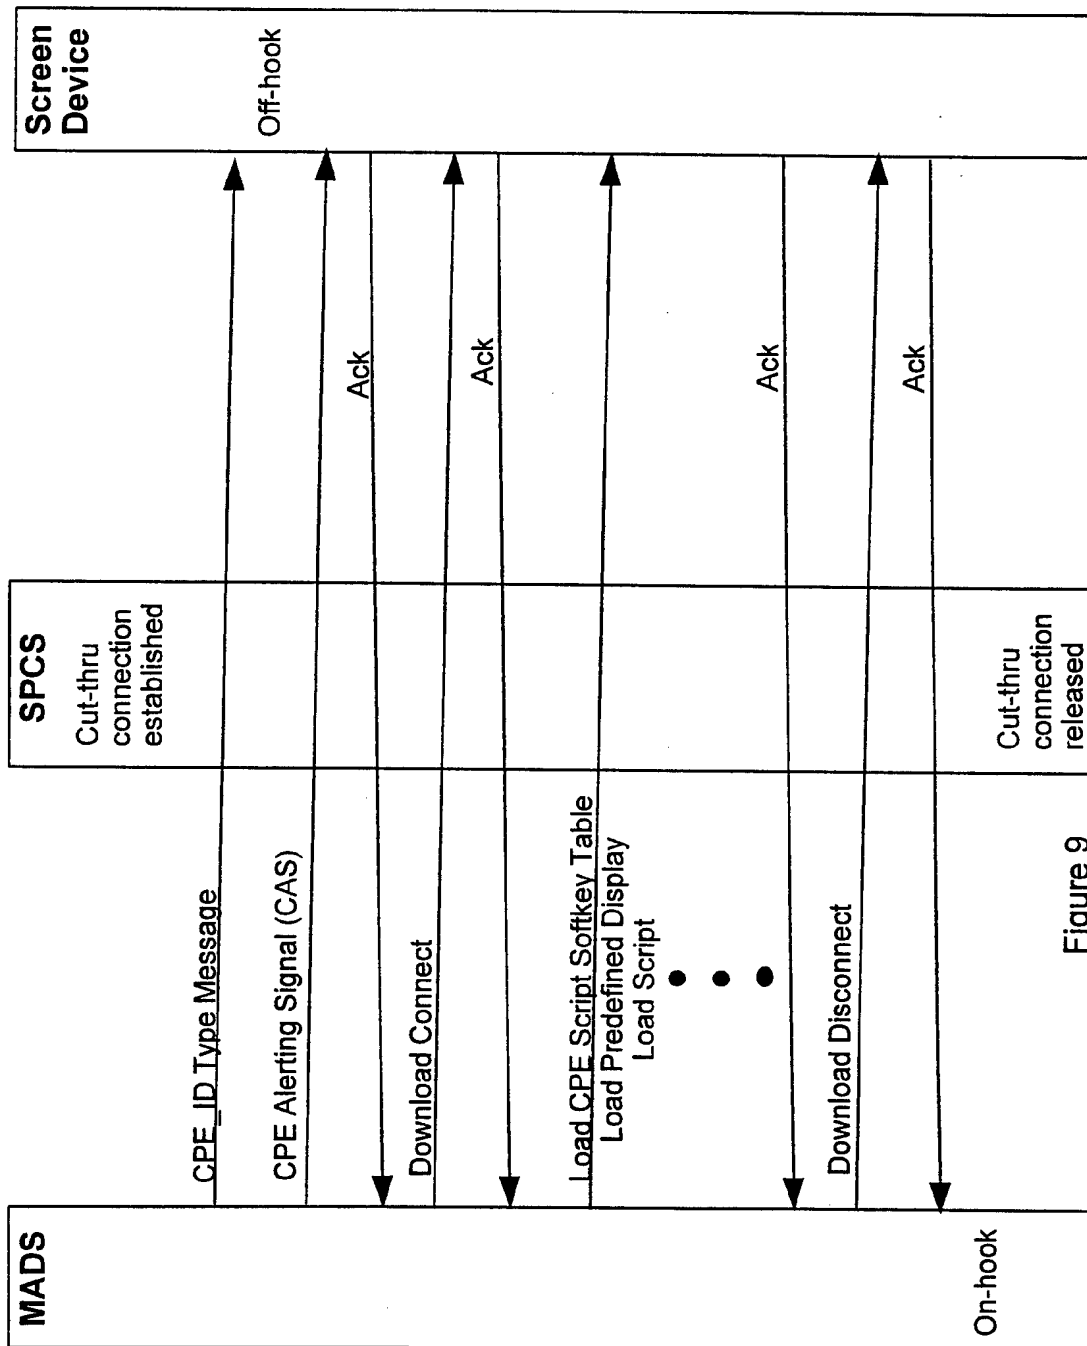 MADS
SPCS
Screen
Device
Cut-thru
connection
established
CPE_ID Type Message
Off-hook
CPE Alerting Signal (CAS)
Ack
Download Connect
Ack
Load CPE Script Softkey Table
Load Predefined Display
Load Script
Ack
Download Disconnect
Ack
On-hook
Cut-thru
connection
released
Figure 9